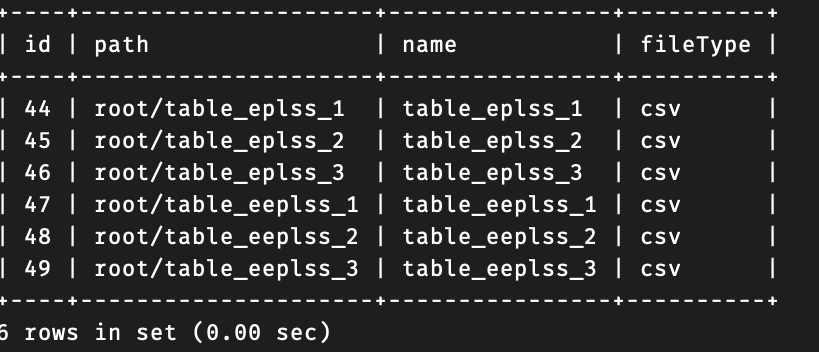 +----+----------------------+----------------+----------+
| id | path                 | name           | fileType |
+----+----------------------+----------------+----------+
| 44 | root/table_eplss_1   | table_eplss_1  | csv      |
| 45 | root/table_eplss_2   | table_eplss_2  | csv      |
| 46 | root/table_eplss_3   | table_eplss_3  | csv      |
| 47 | root/table_eeplss_1  | table_eeplss_1 | csv      |
| 48 | root/table_eeplss_2  | table_eeplss_2 | csv      |
| 49 | root/table_eeplss_3  | table_eeplss_3 | csv      |
+----+----------------------+----------------+----------+
6 rows in set (0.00 sec)